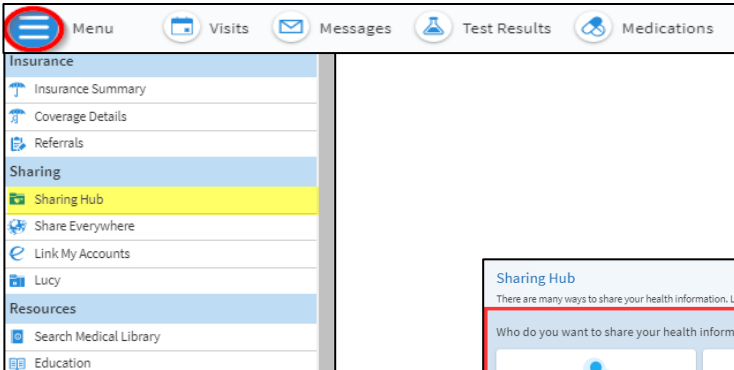 Menu Visits Messages Test Results Medications
Insurance
Insurance Summary
Coverage Details
Referrals
Sharing
Sharing Hub
Share Everywhere
Link My Accounts
Lucy
Resources
Search Medical Library
Education
Sharing Hub
There are many ways to share your health information. L
Who do you want to share your health inform